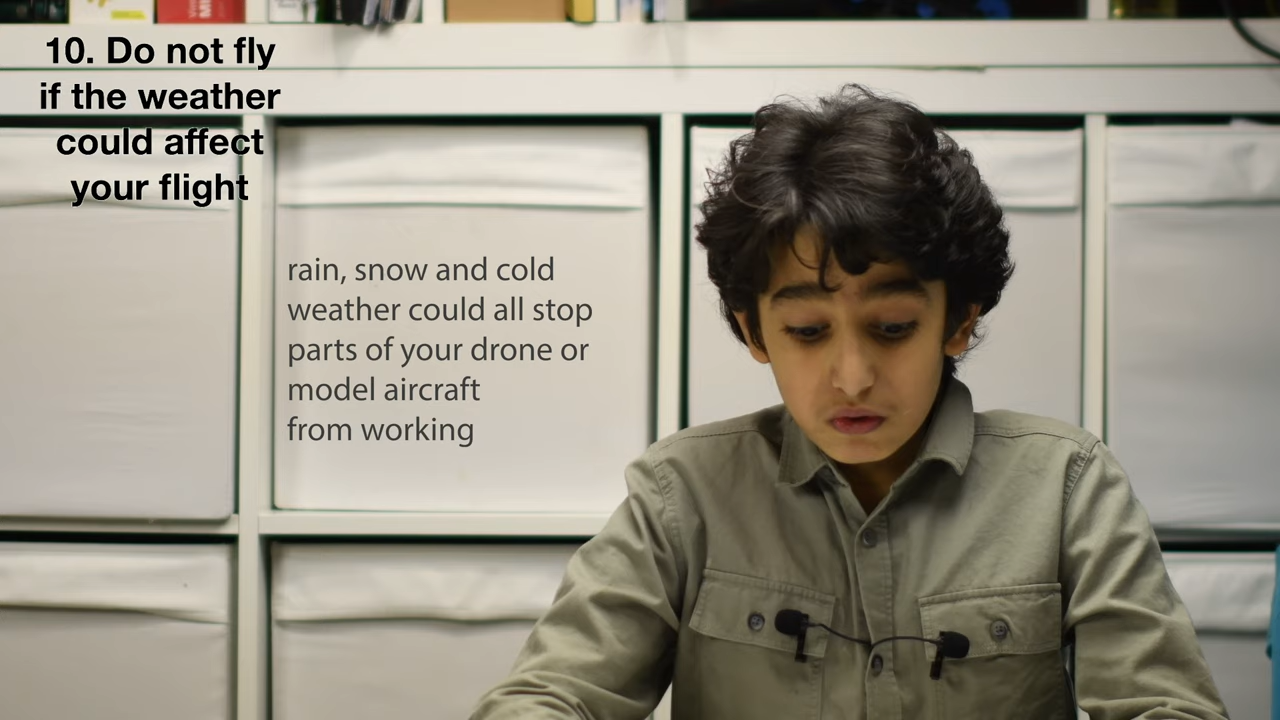 10. Do not fly
if the weather
could affect
your flight
rain, snow and cold
weather could all stop
parts of your drone or
model aircraft
from working